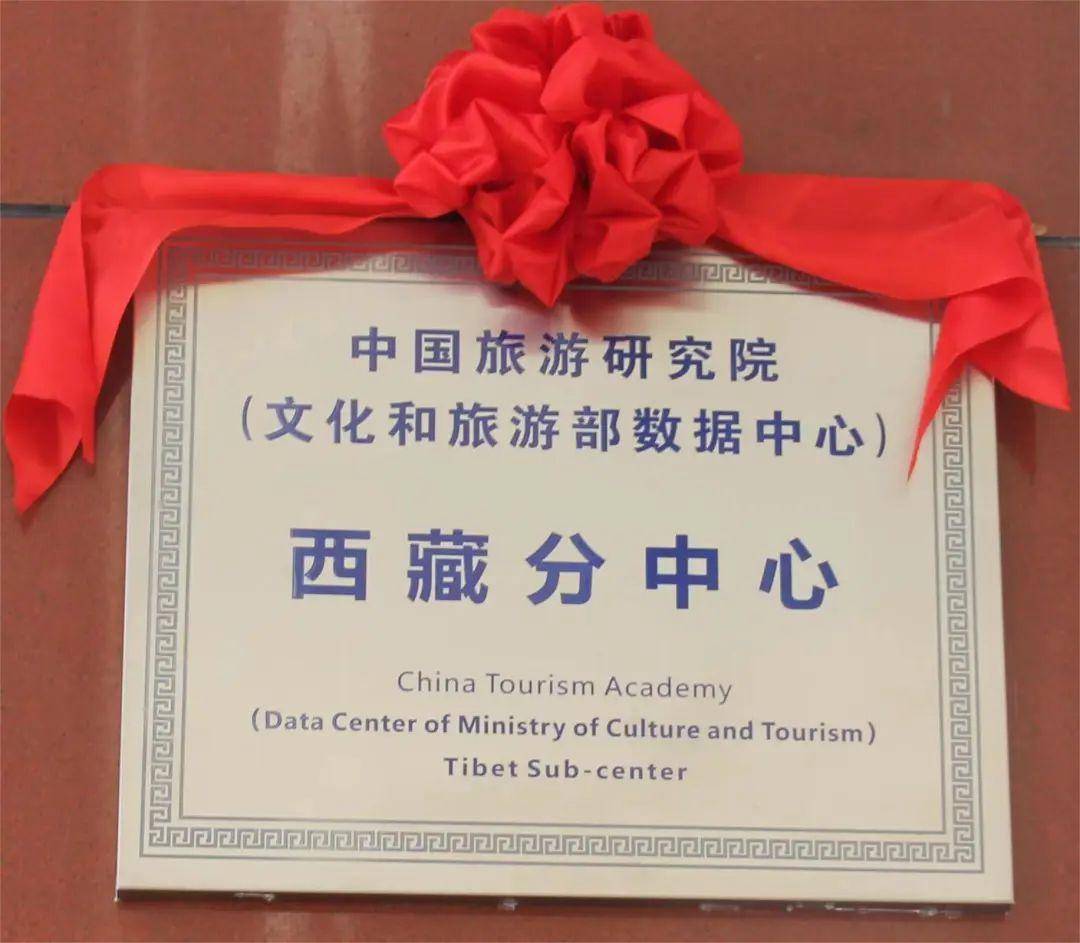 中国旅游研究院
（文化和旅游部数据中心）
西藏分中心
China Tourism Academy
(Data Center of Ministry of Culture and Tourism)
Tibet Sub-center